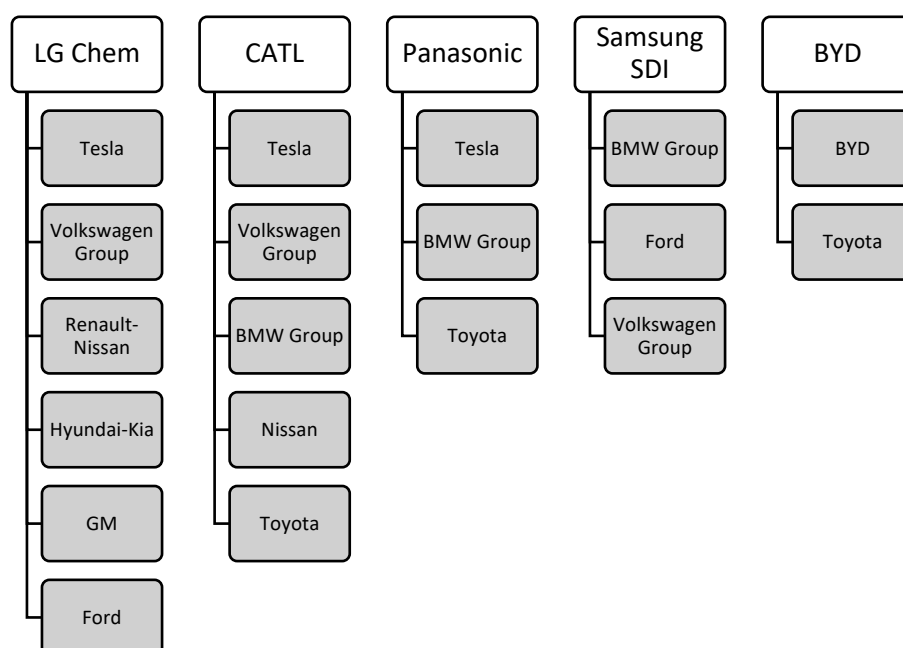 LG Chem
Tesla
Volkswagen
Group
Renault-
Nissan
Hyundai-Kia
GM
Ford
CATL
Tesla
Volkswagen
Group
BMW Group
Nissan
Toyota
Panasonic
Tesla
BMW Group
Toyota
Samsung
SDI
BMW Group
Ford
Volkswagen
Group
BYD
BYD
Toyota